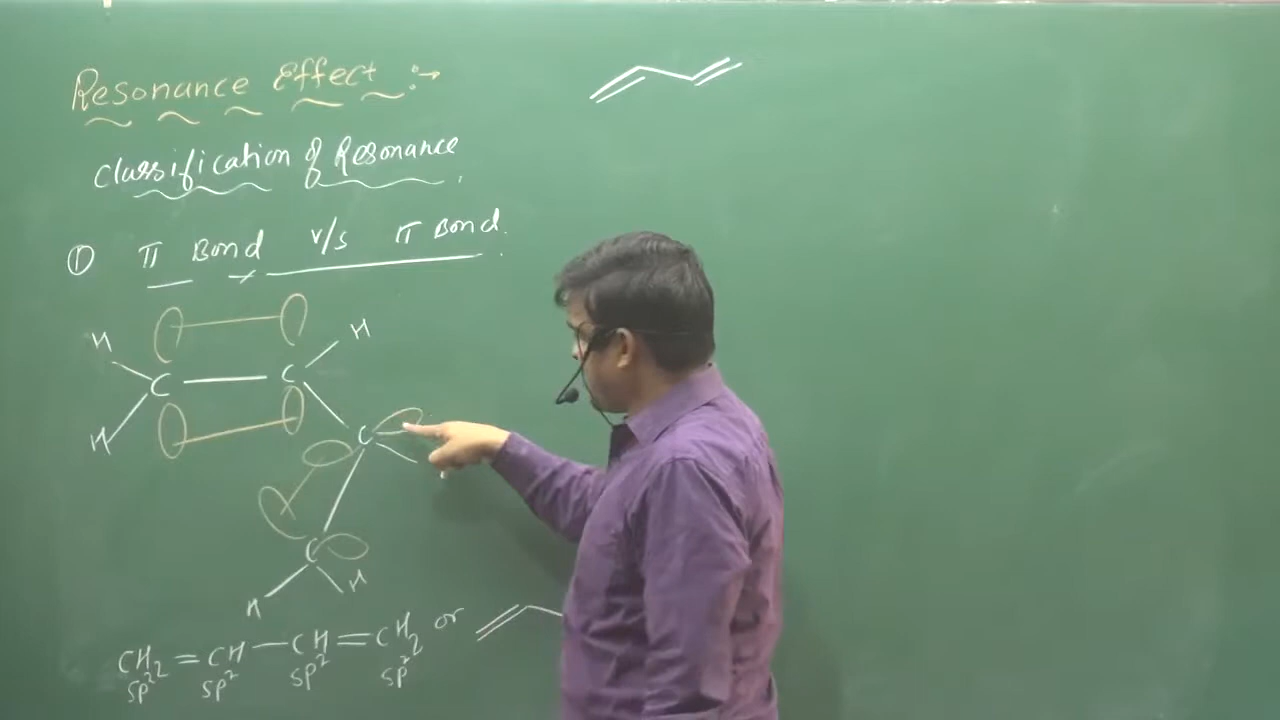 Resonance Effect :→
Classification of Resonance.
① π Bond v/s π Bond.
H H
C C
H
C
C
H H
CH₂ = CH — CH = CH₂ or
sp² sp² sp² sp²